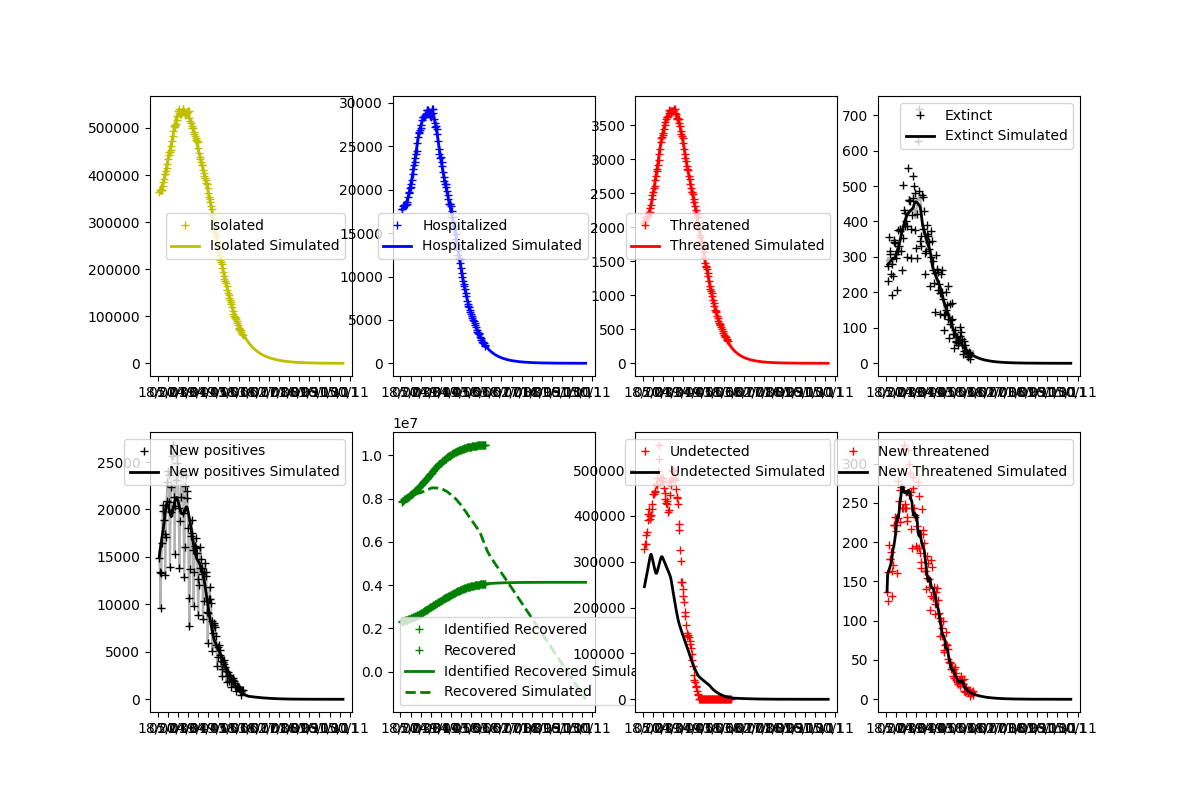 500000
400000
300000
200000
100000
0
Isolated
Isolated Simulated
30000
25000
20000
15000
10000
5000
0
Hospitalized
Hospitalized Simulated
3500
3000
2500
2000
1500
1000
500
0
Threatened
Threatened Simulated
700
600
500
400
300
200
100
0
Extinct
Extinct Simulated
25000
20000
15000
10000
5000
0
New positives
New positives Simulated
1e7
1.0
0.8
0.6
0.4
0.2
0.0
Identified Recovered
Recovered
Identified Recovered Simula
Recovered Simulated
500000
400000
300000
200000
100000
0
Undetected
Undetected Simulated
300
250
200
150
100
50
0
New threatened
New Threatened Simulated